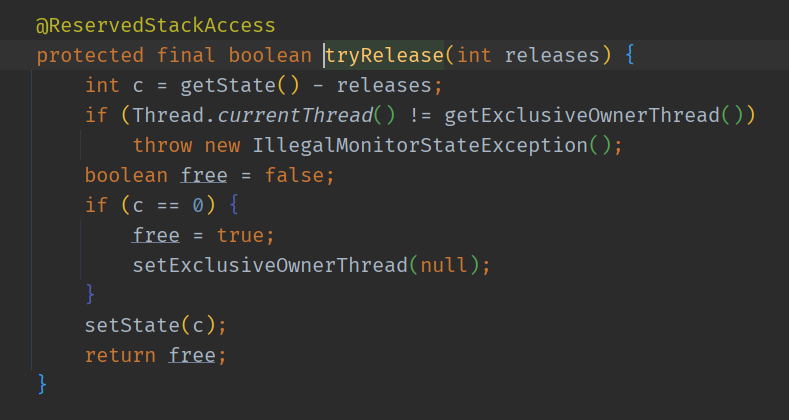 @ReservedStackAccess
protected final boolean tryRelease(int releases) {
    int c = getState() - releases;
    if (Thread.currentThread() != getExclusiveOwnerThread())
        throw new IllegalMonitorStateException();
    boolean free = false;
    if (c == 0) {
        free = true;
        setExclusiveOwnerThread(null);
    }
    setState(c);
    return free;
}